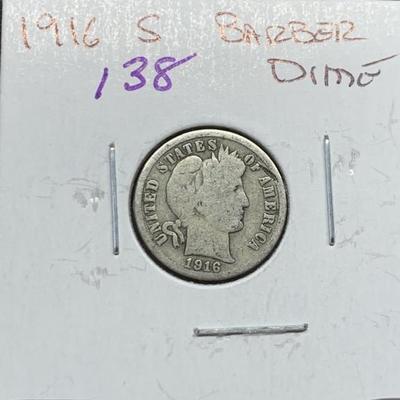 1916 S BARBER
138 DIME
UNITED STATES OF AMERICA
1916